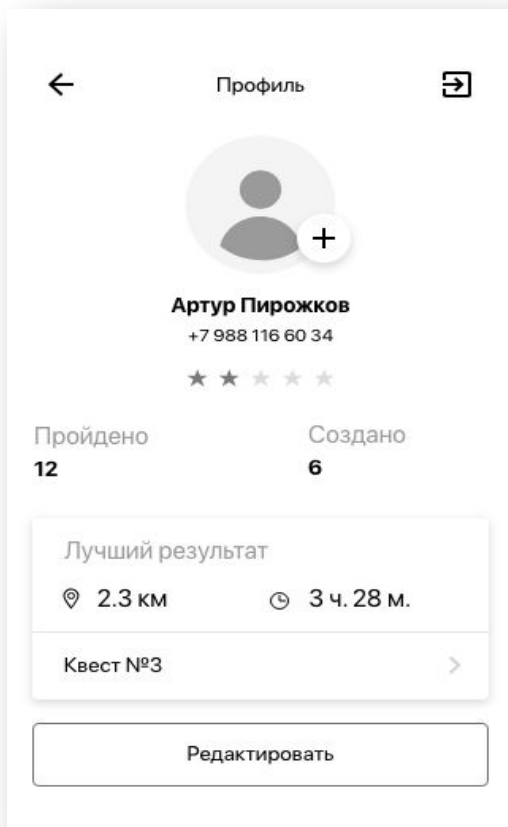 Профиль
Артур Пирожков
+7 988 116 60 34
Пройдено Создано
12 6
Лучший результат
2.3 км 3 ч. 28 м.
Квест №3
Редактировать